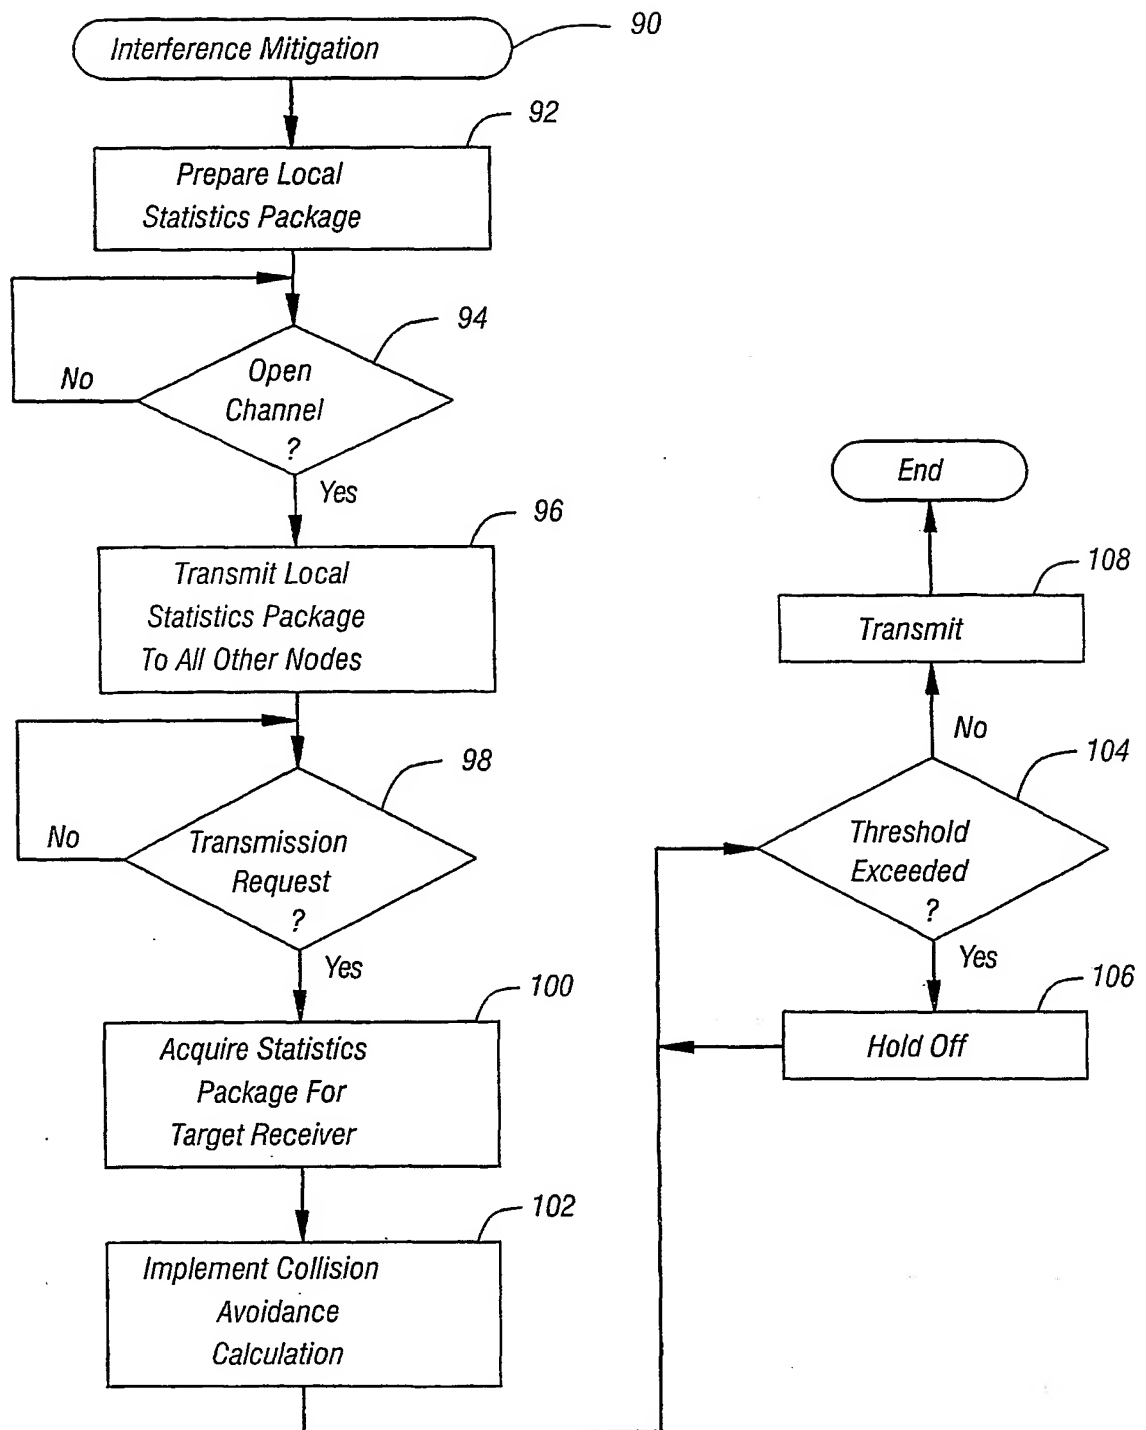 Interference Mitigation
90
92
Prepare Local
Statistics Package
94
Open
Channel
?
No
Yes
96
Transmit Local
Statistics Package
To All Other Nodes
98
Transmission
Request
?
No
Yes
100
Acquire Statistics
Package For
Target Receiver
102
Implement Collision
Avoidance
Calculation
End
108
Transmit
No
104
Threshold
Exceeded
?
Yes
106
Hold Off